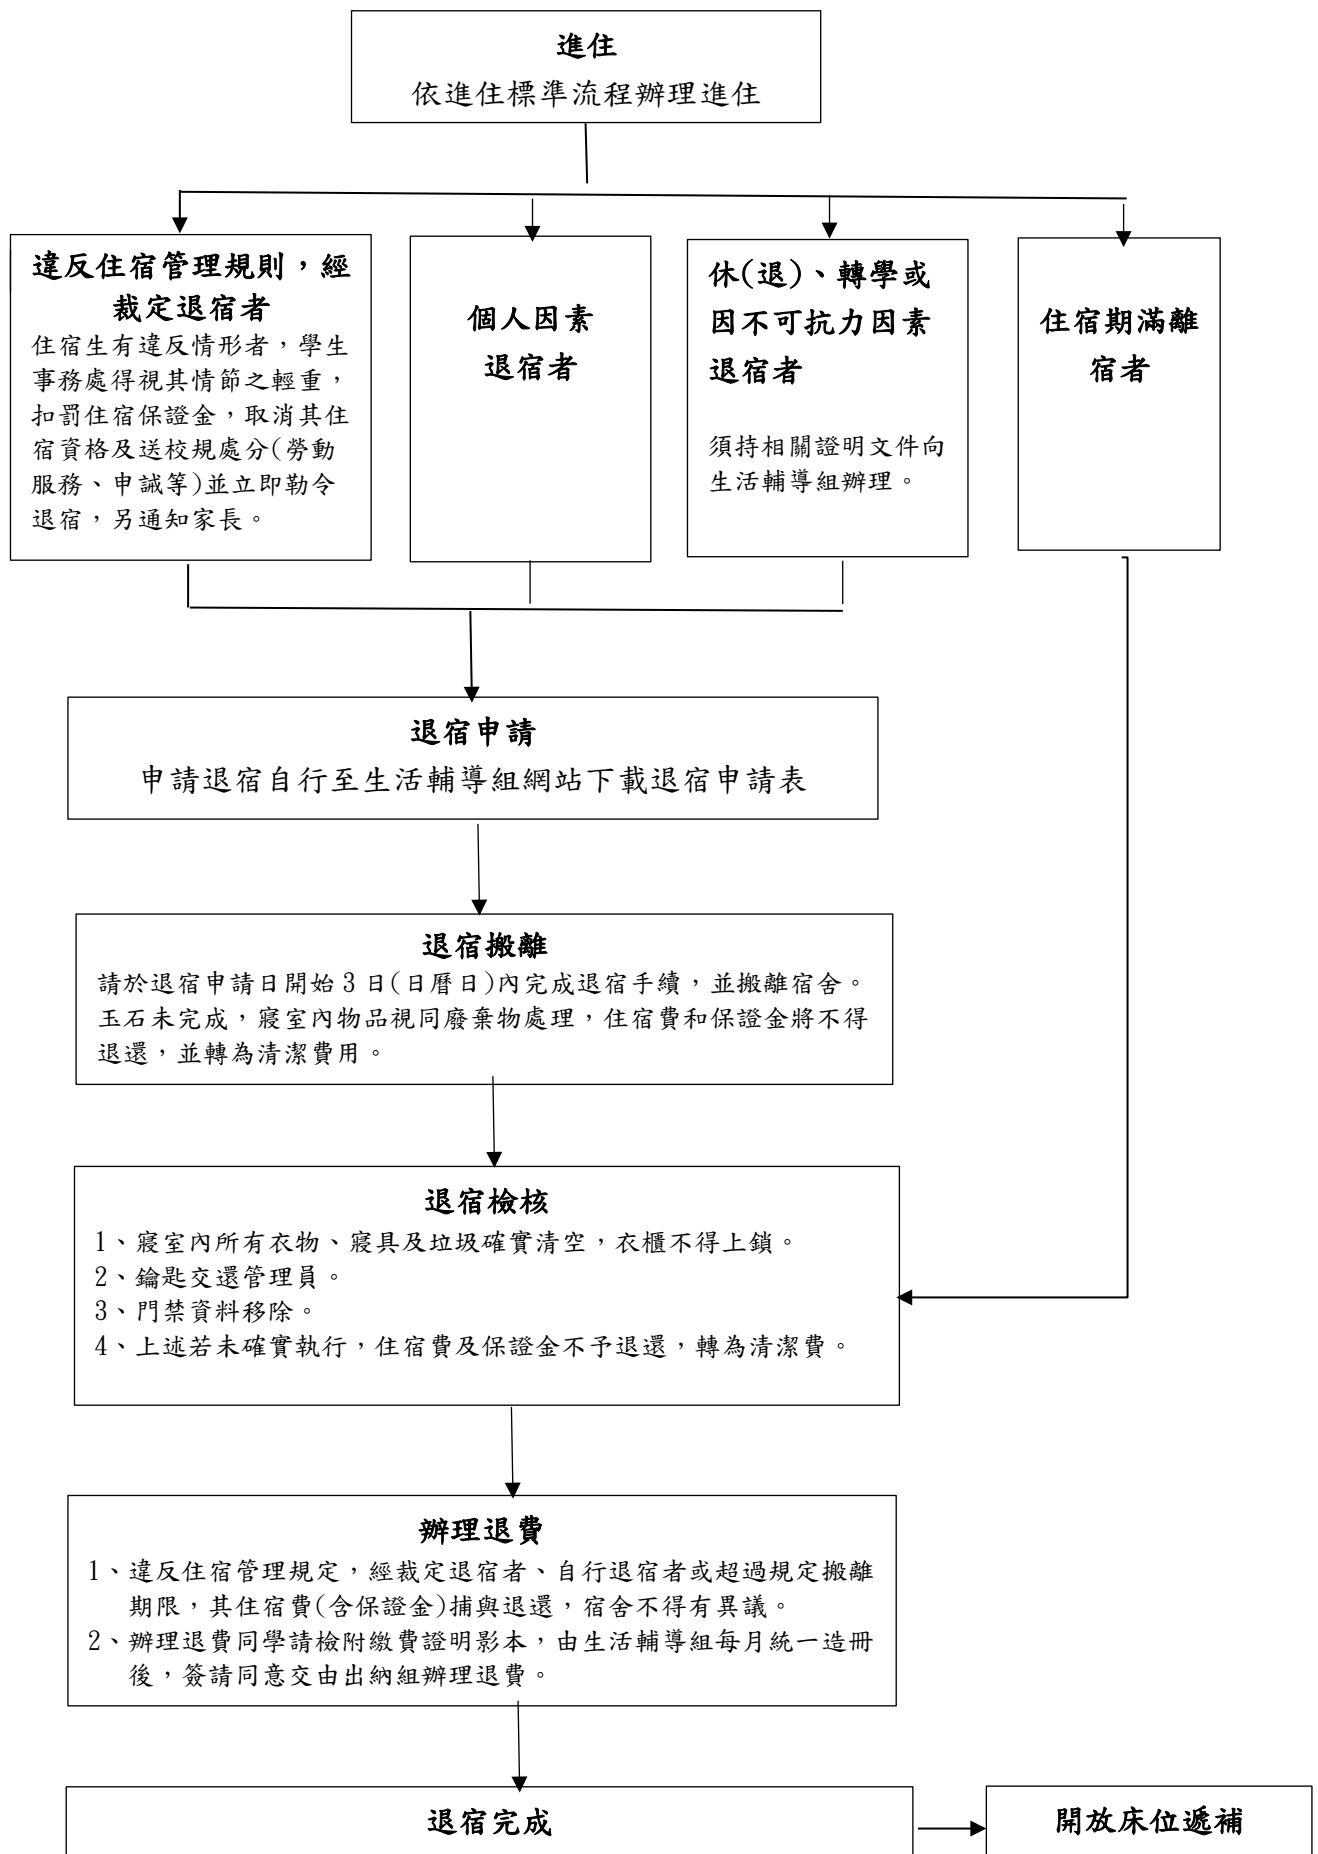 進住
依進住標準流程辦理進住
違反住宿管理規則，經
裁定退宿者
住宿生有違反情形者，學生
事務處得視其情節之輕重，
扣罰住宿保證金，取消其住
宿資格及送校規處分(勞動
服務、申誡等)並立即勒令
退宿，另通知家長。
個人因素
退宿者
休(退)、轉學或
因不可抗力因素
退宿者
須持相關證明文件向
生活輔導組辦理。
住宿期滿離
宿者
退宿申請
申請退宿自行至生活輔導組網站下載退宿申請表
退宿搬離
請於退宿申請日開始 3 日(日曆日)內完成退宿手續，並搬離宿舍。
玉石未完成，寢室內物品視同廢棄物處理，住宿費和保證金將不得
退還，並轉為清潔費用。
退宿檢核
1、寢室內所有衣物、寢具及垃圾確實清空，衣櫃不得上鎖。
2、鑰匙交還管理員。
3、門禁資料移除。
4、上述若未確實執行，住宿費及保證金不予退還，轉為清潔費。
辦理退費
1、違反住宿管理規定，經裁定退宿者、自行退宿者或超過規定搬離
期限，其住宿費(含保證金)捕與退還，宿舍不得有異議。
2、辦理退費同學請檢附繳費證明影本，由生活輔導組每月統一造冊
後，簽請同意交由出納組辦理退費。
退宿完成
開放床位遞補